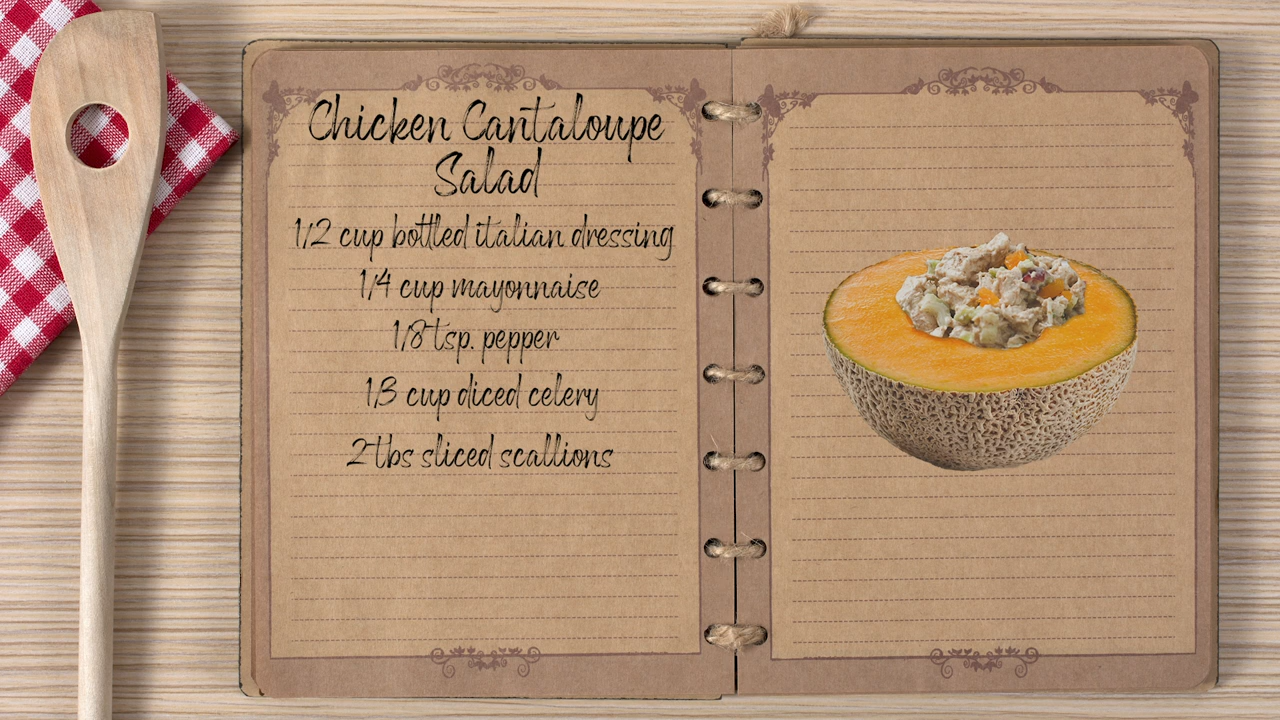 Chicken Cantaloupe
Salad
1/2 cup bottled italian dressing
1/4 cup mayonnaise
1/8 tsp. pepper
1/3 cup diced celery
2 tbs sliced scallions